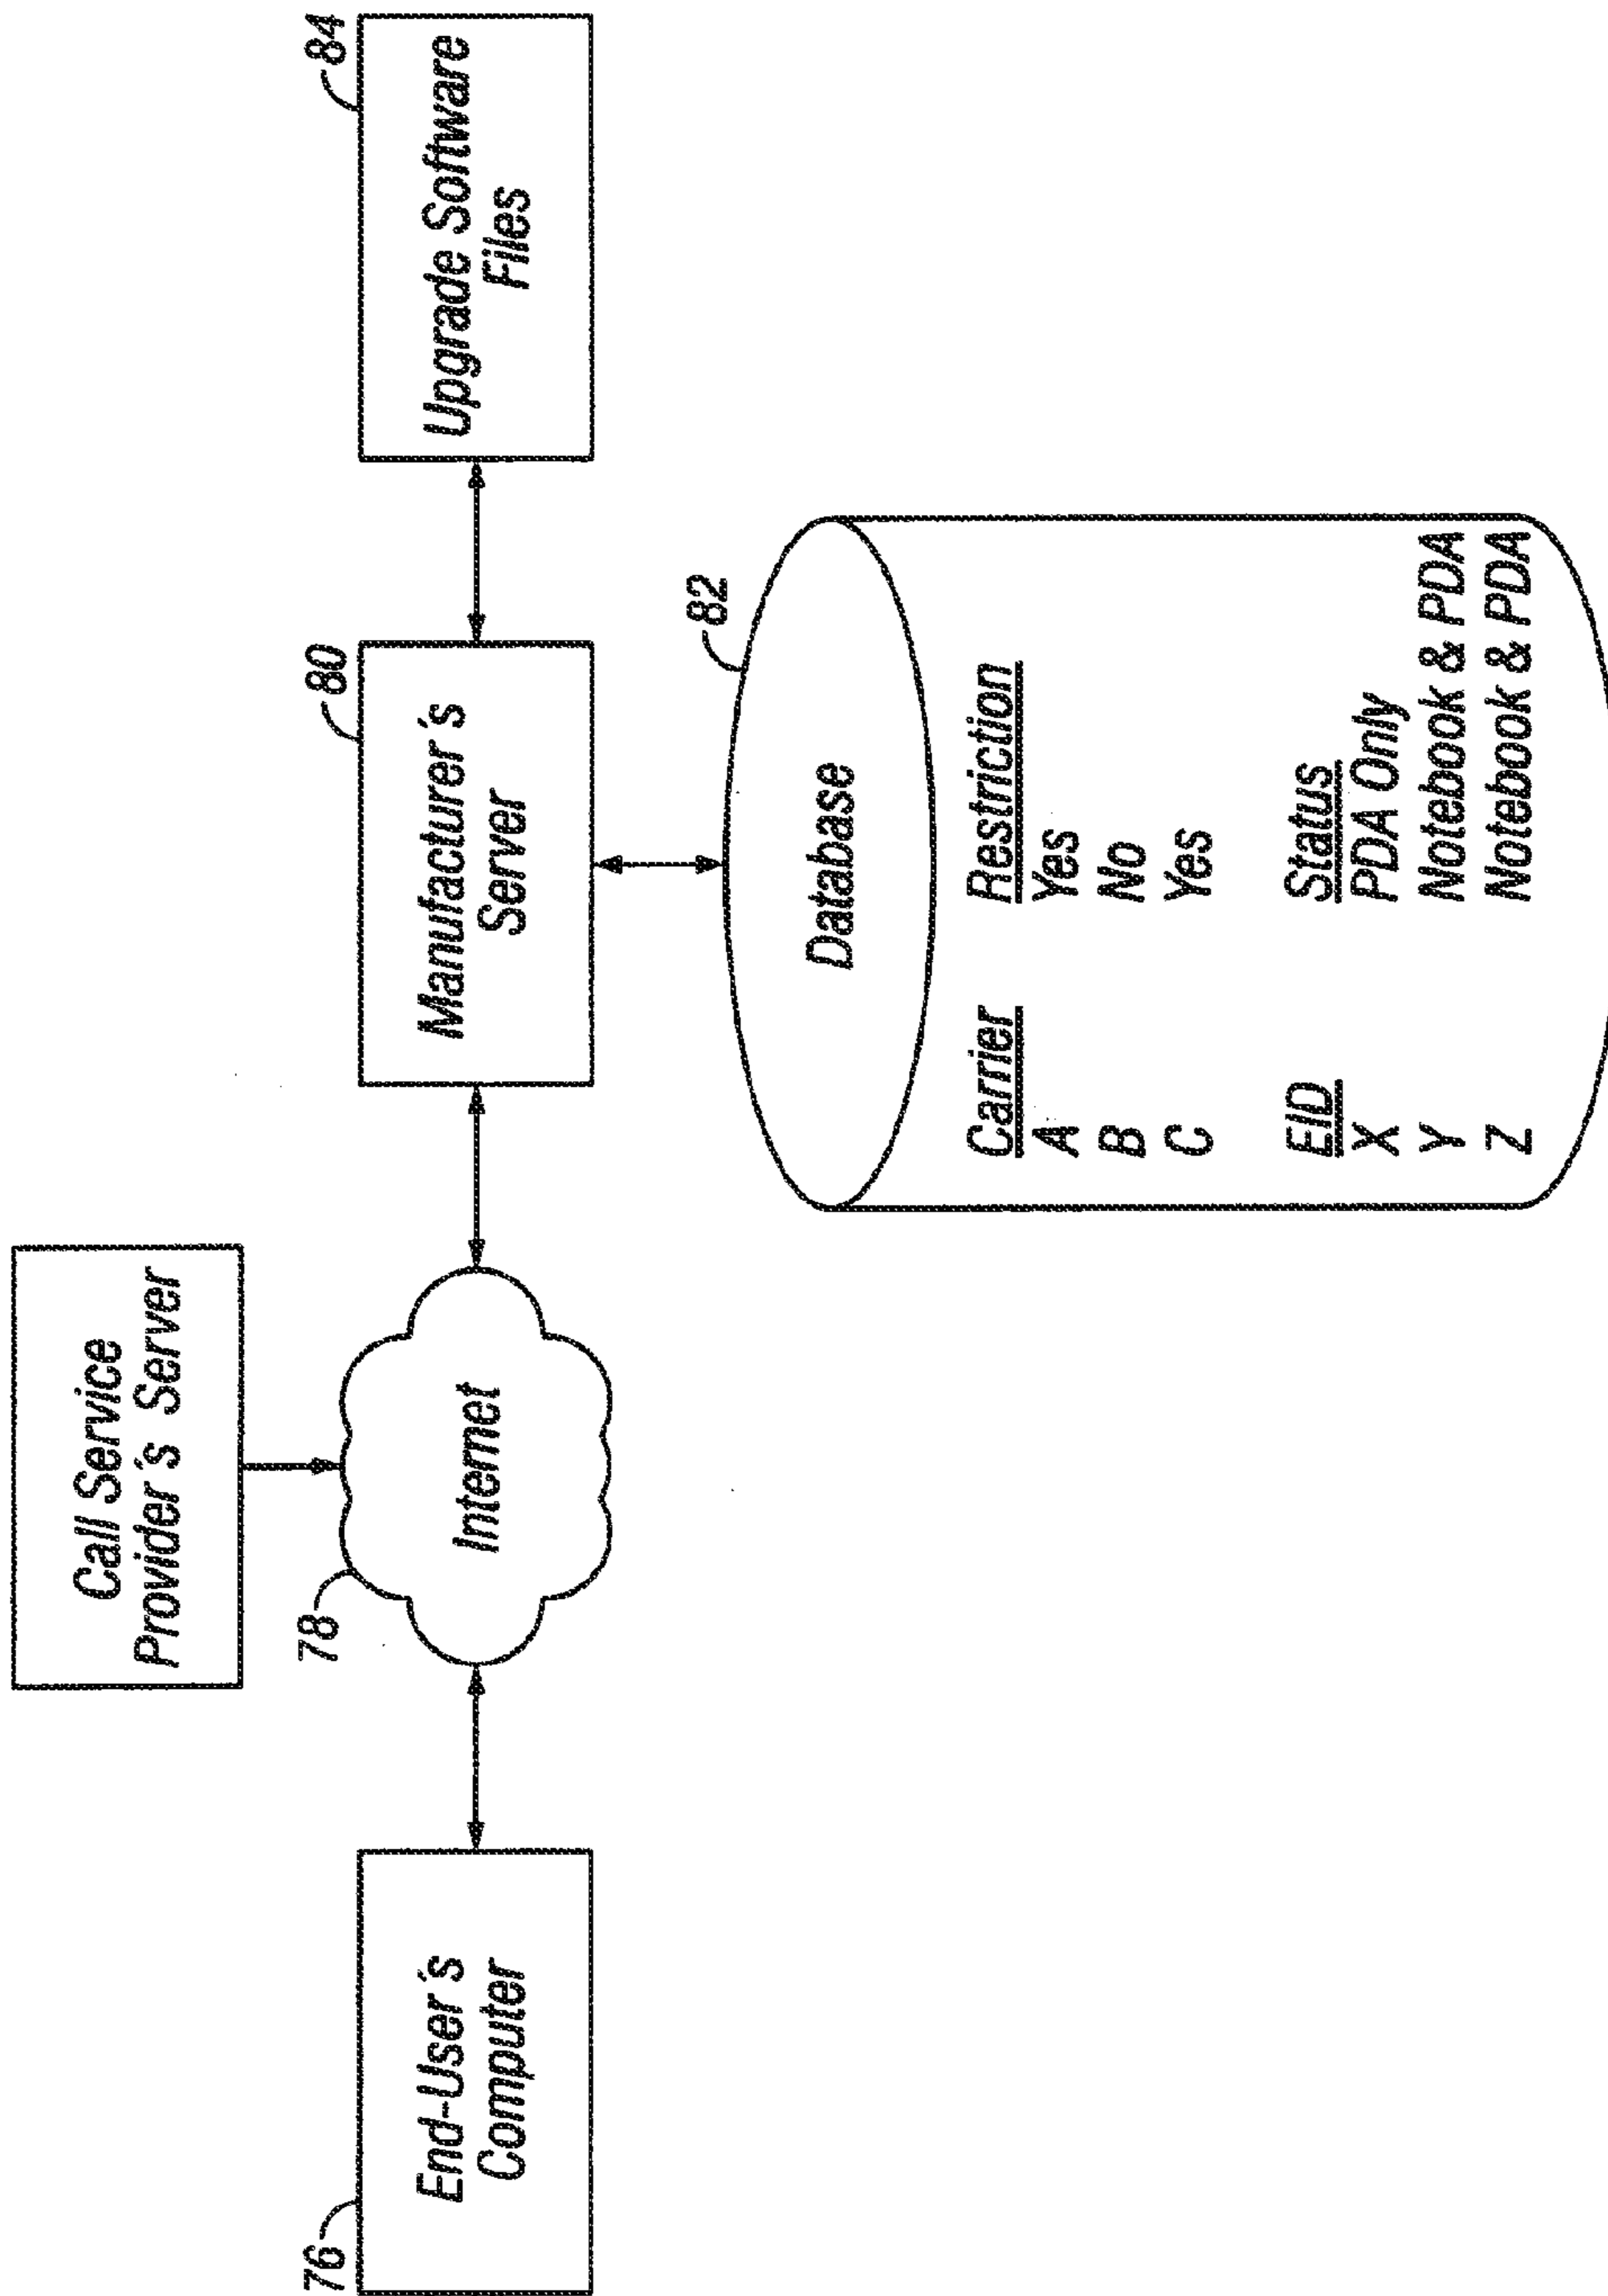 Call Service
Provider´s Server
76
End-User´s
Computer
78
Internet
80
Manufacturer´s
Server
84
Upgrade Software
Files
82
Database
Carrier Restriction
A Yes
B No
C Yes
EID Status
X PDA Only
Y Notebook & PDA
Z Notebook & PDA